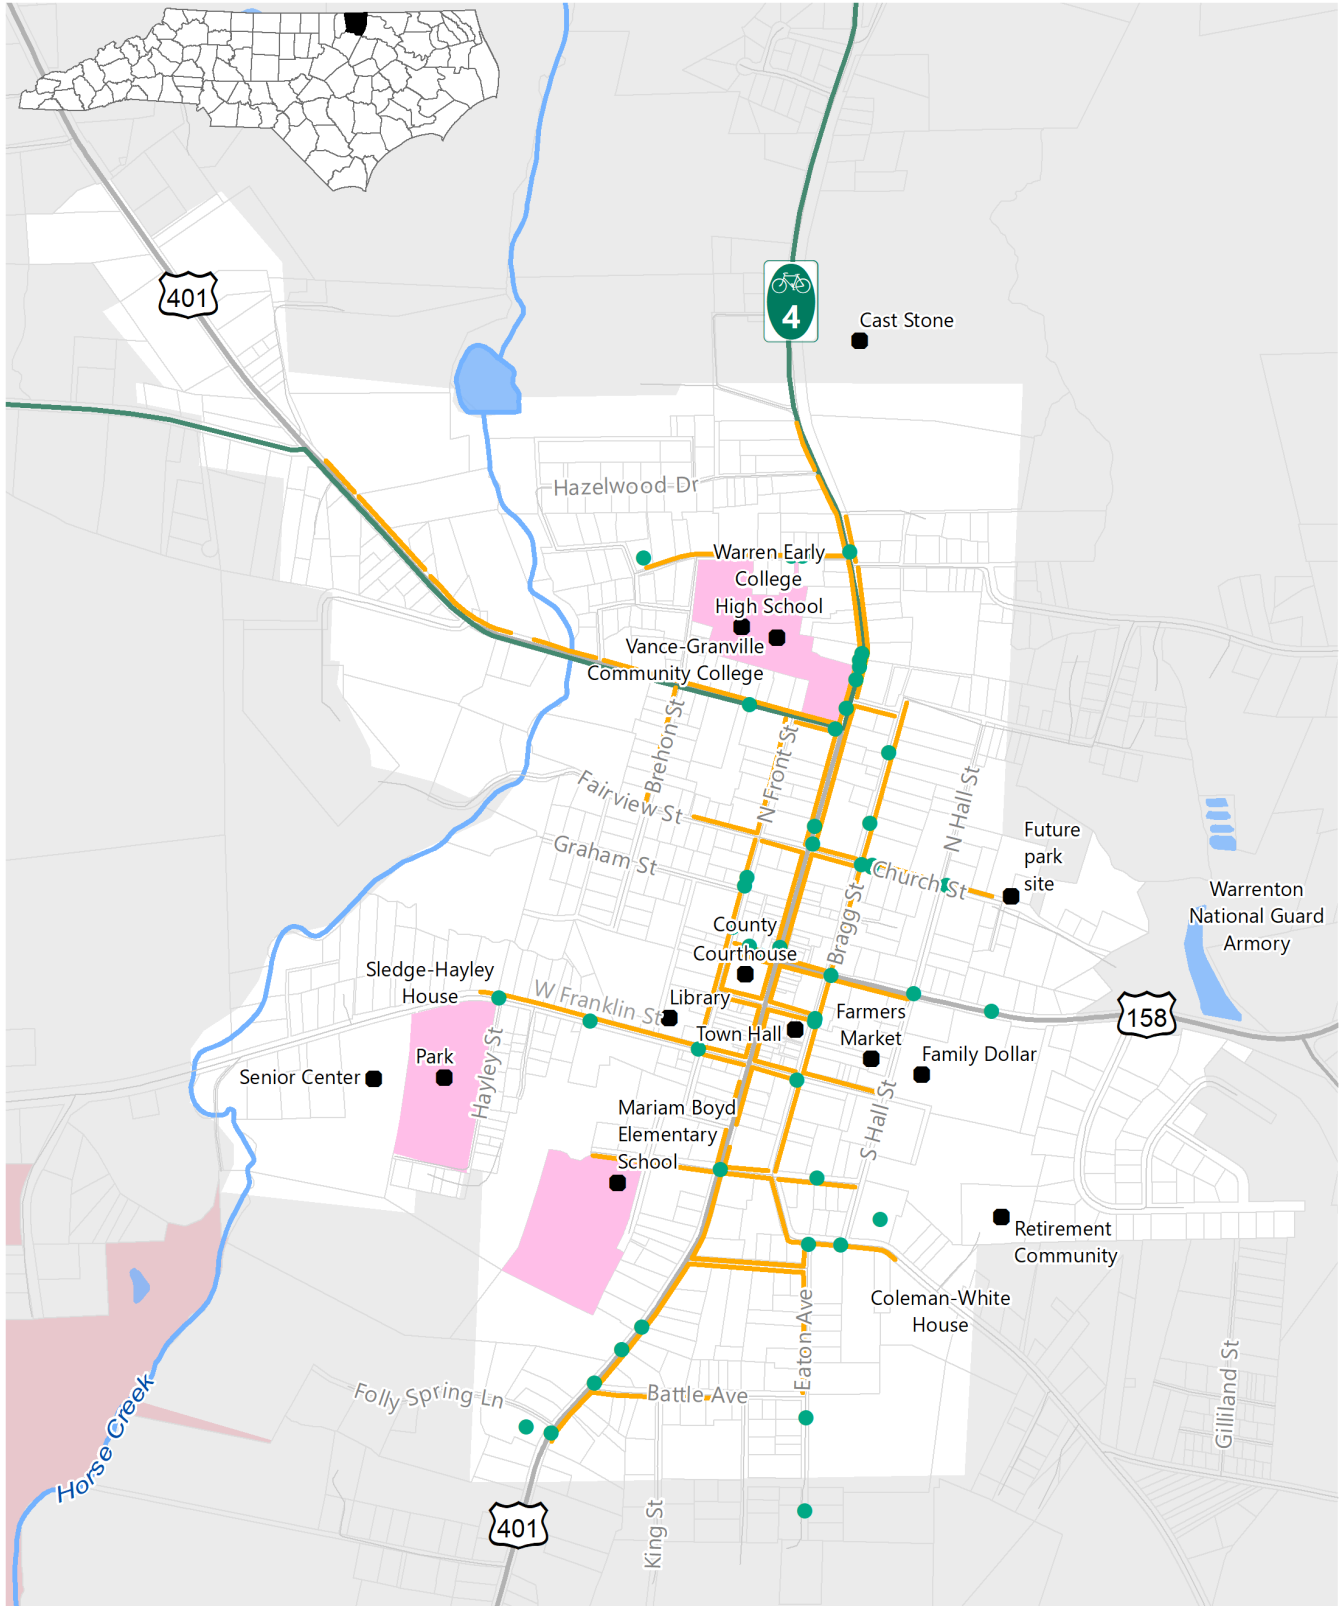 401
4
Cast Stone
Hazelwood Dr
Warren Early
College
High School
Vance-Granville
Community College
Brehon St
N Front St
Fairview St
N Hall St
Graham St
Church St
Future
park
site
Bragg St
Warrenton
National Guard
Armory
County
Courthouse
Sledge-Hayley
House
W Franklin St
Library
Town Hall
Farmers
Market
158
Family Dollar
Park
Senior Center
Hayley St
Mariam Boyd
Elementary
School
S Hall St
Retirement
Community
Coleman-White
House
Eaton Ave
Gilliland St
Folly Spring Ln
Battle Ave
Horse Creek
401
King St